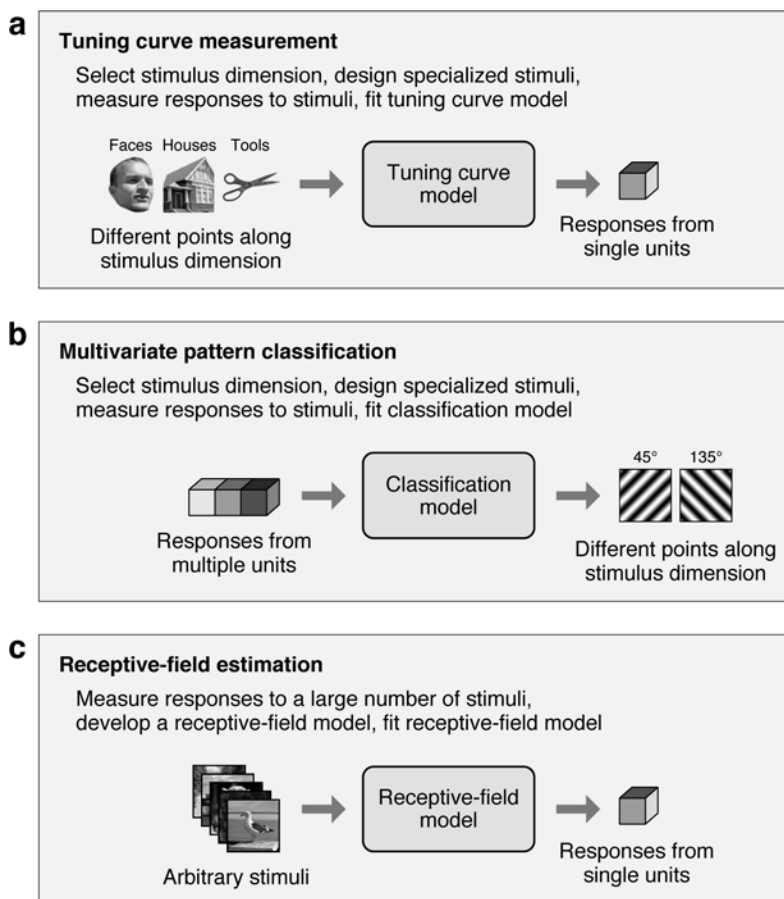 a
Tuning curve measurement
Select stimulus dimension, design specialized stimuli,
measure responses to stimuli, fit tuning curve model
Faces Houses Tools
Tuning curve
model
Different points along
stimulus dimension
Responses from
single units
b
Multivariate pattern classification
Select stimulus dimension, design specialized stimuli,
measure responses to stimuli, fit classification model
45° 135°
Classification
model
Responses from
multiple units
Different points along
stimulus dimension
c
Receptive-field estimation
Measure responses to a large number of stimuli,
develop a receptive-field model, fit receptive-field model
Receptive-field
model
Arbitrary stimuli
Responses from
single units